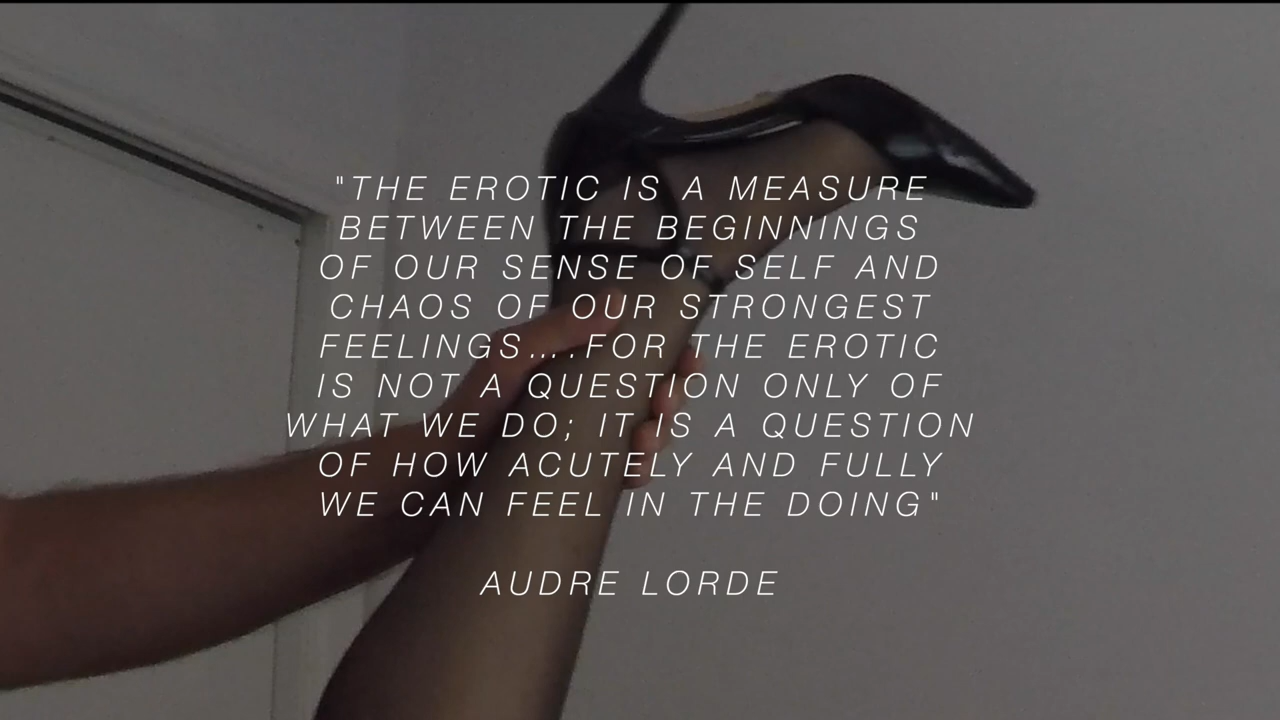 "THE EROTIC IS A MEASURE
BETWEEN THE BEGINNINGS
OF OUR SENSE OF SELF AND
CHAOS OF OUR STRONGEST
FEELINGS....FOR THE EROTIC
IS NOT A QUESTION ONLY OF
WHAT WE DO; IT IS A QUESTION
OF HOW ACUTELY AND FULLY
WE CAN FEEL IN THE DOING"
AUDRE LORDE